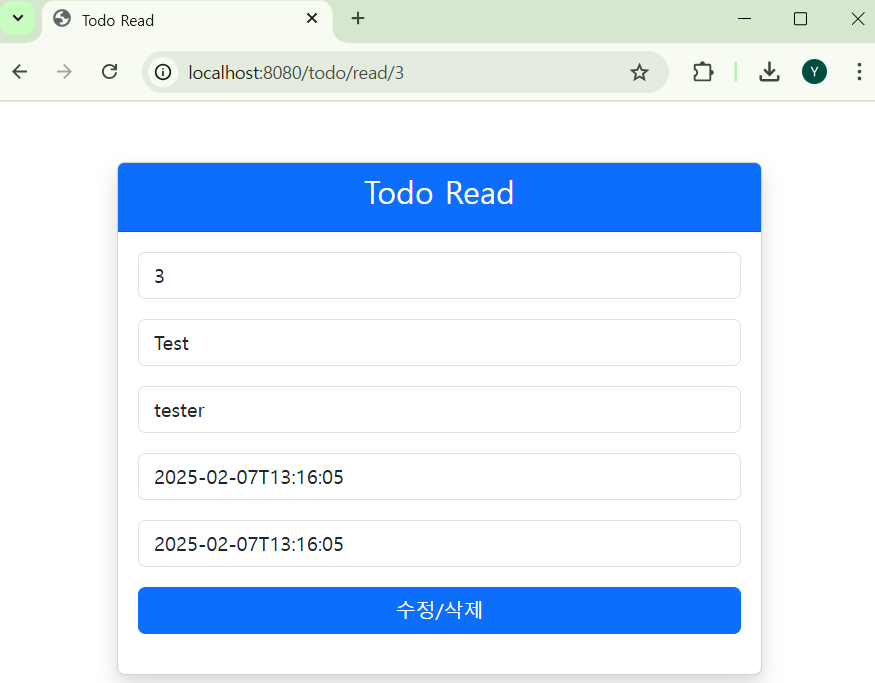 Todo Read
localhost:8080/todo/read/3
Y
Todo Read
3
Test
tester
2025-02-07T13:16:05
2025-02-07T13:16:05
수정/삭제